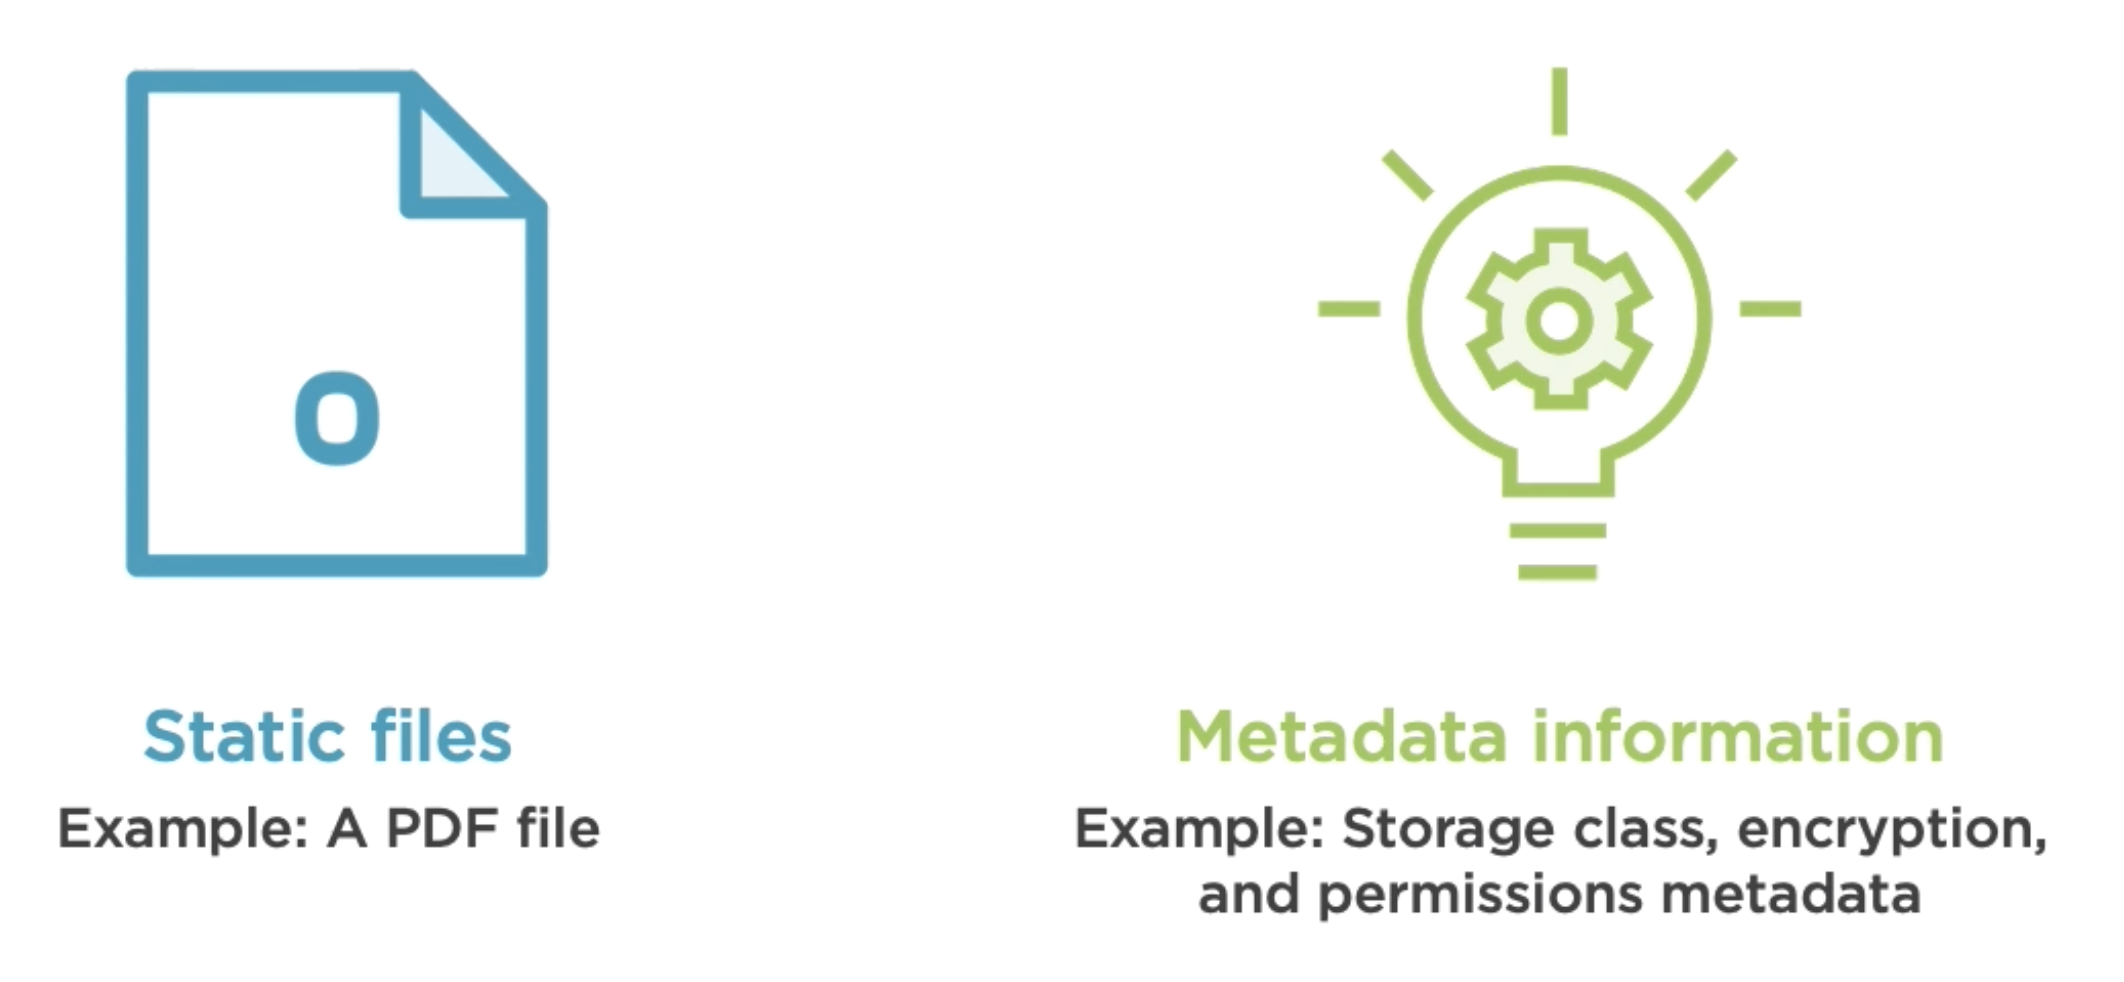 o
Static files
Example: A PDF file
Metadata information
Example: Storage class, encryption,
and permissions metadata